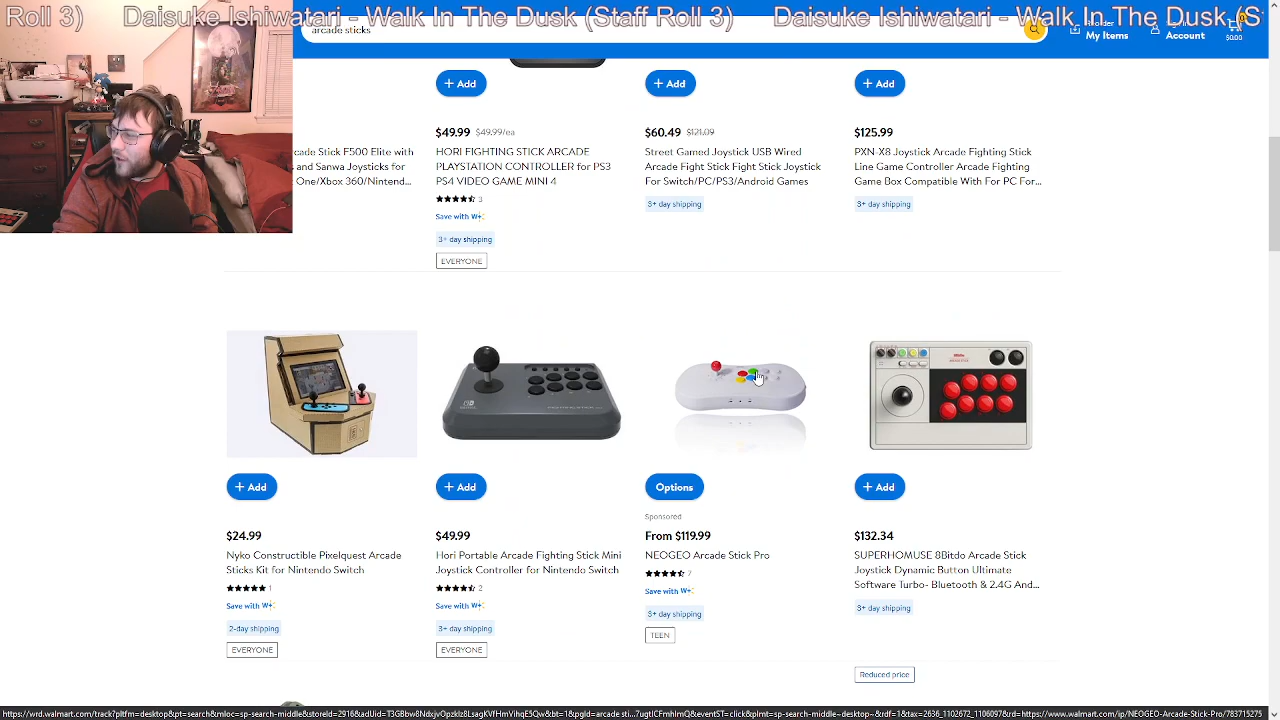 Roll 3) Daisuke Ishiwatari - Walk In The Dusk (Staff Roll 3) Daisuke Ishiwatari - Walk In The Dusk (S
arcade sticks
My Items
Account
$0.00
+ Add
+ Add
+ Add
$49.99 $49.99/ea
$60.49 $121.09
$125.99
cade Stick F500 Elite with
and Sanwa Joysticks for
One/Xbox 360/Nintend...
HORI FIGHTING STICK ARCADE
PLAYSTATION CONTROLLER for PS3
PS4 VIDEO GAME MINI 4
Street Gamed Joystick USB Wired
Arcade Fight Stick Fight Stick Joystick
For Switch/PC/PS3/Android Games
PXN-X8 Joystick Arcade Fighting Stick
Line Game Controller Arcade Fighting
Game Box Compatible With For PC For...
3
Save with W+
3+ day shipping
EVERYONE
3+ day shipping
3+ day shipping
+ Add
+ Add
Options
+ Add
$24.99
Nyko Constructible Pixelquest Arcade
Sticks Kit for Nintendo Switch
1
Save with W+
2-day shipping
EVERYONE
$49.99
Hori Portable Arcade Fighting Stick Mini
Joystick Controller for Nintendo Switch
2
Save with W+
3+ day shipping
EVERYONE
Sponsored
From $119.99
NEOGEO Arcade Stick Pro
7
Save with W+
3+ day shipping
TEEN
$132.34
SUPERHOMUSE 8Bitdo Arcade Stick
Joystick Dynamic Button Ultimate
Software Turbo- Bluetooth & 2.4G And...
3+ day shipping
Reduced price